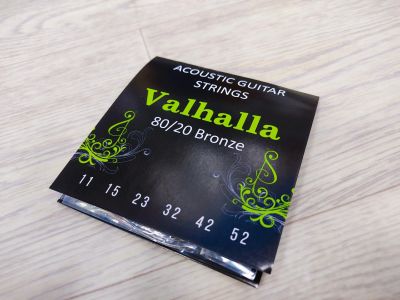 ACOUSTIC GUITAR
STRINGS
Valhalla
80/20 Bronze
11 15 23 32 42 52